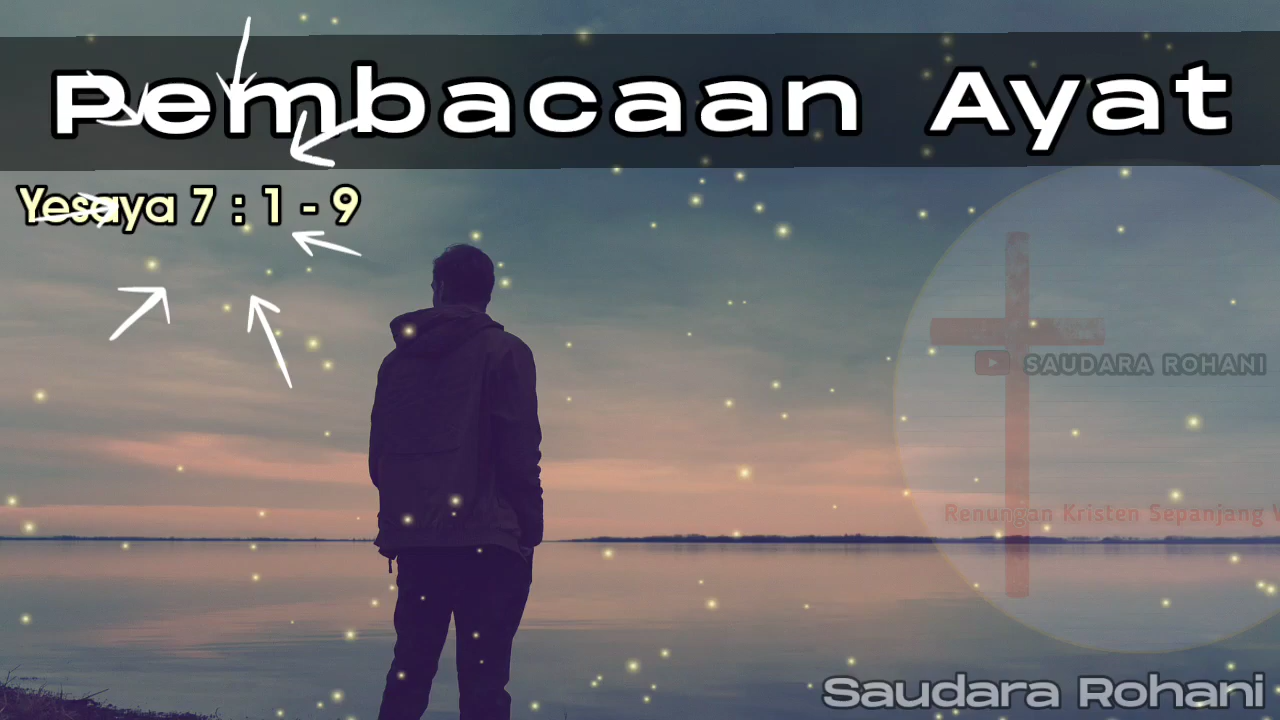 Pembacaan Ayat
Yesaya 7 : 1 - 9
SAUDARA ROHANI
Renungan Kristen Sepanjang
Saudara Rohani